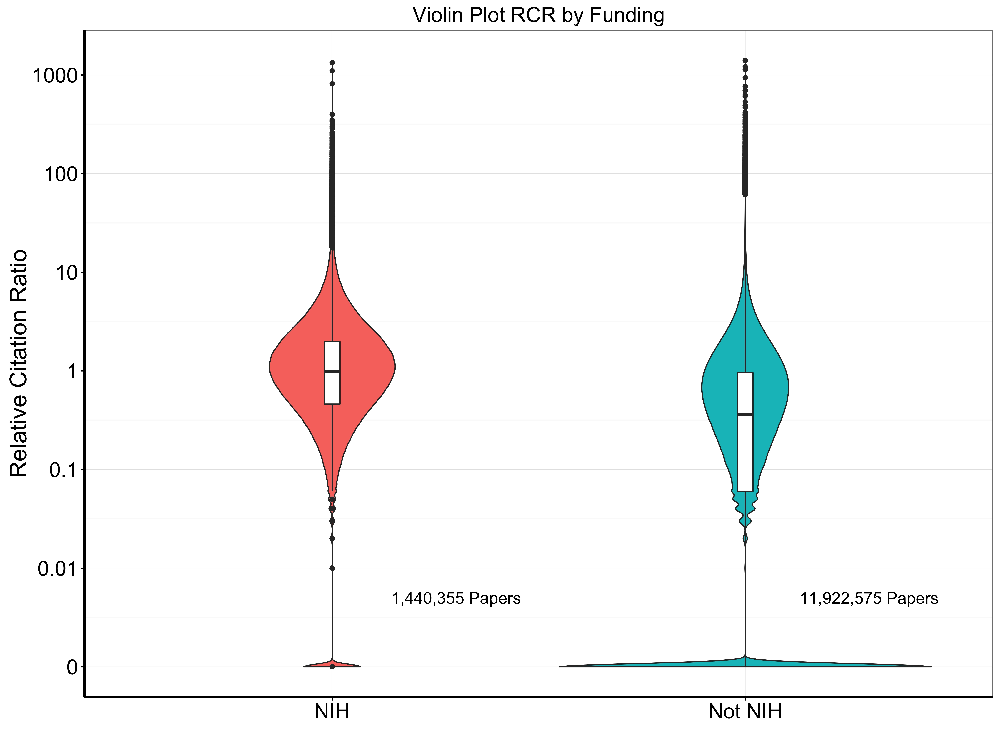 Violin Plot RCR by Funding
Relative Citation Ratio
1000
100
10
1
0.1
0.01
0
1,440,355 Papers
11,922,575 Papers
NIH
Not NIH